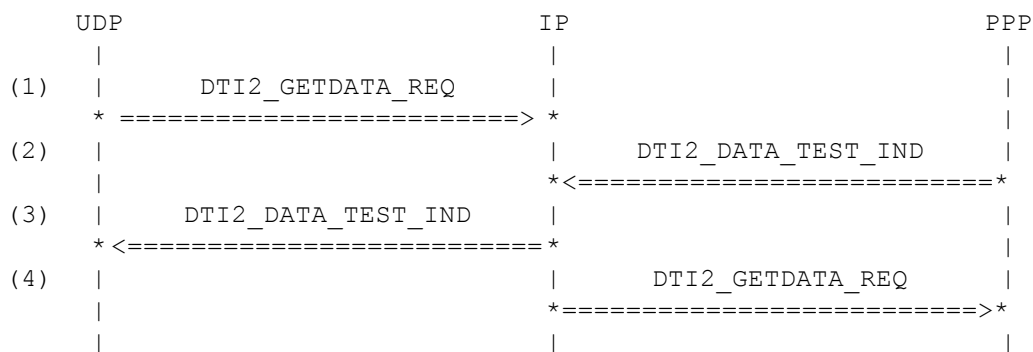 UDP IP PPP
(1) DTI2_GETDATA_REQ
(2) DTI2_DATA_TEST_IND
(3) DTI2_DATA_TEST_IND
(4) DTI2_GETDATA_REQ